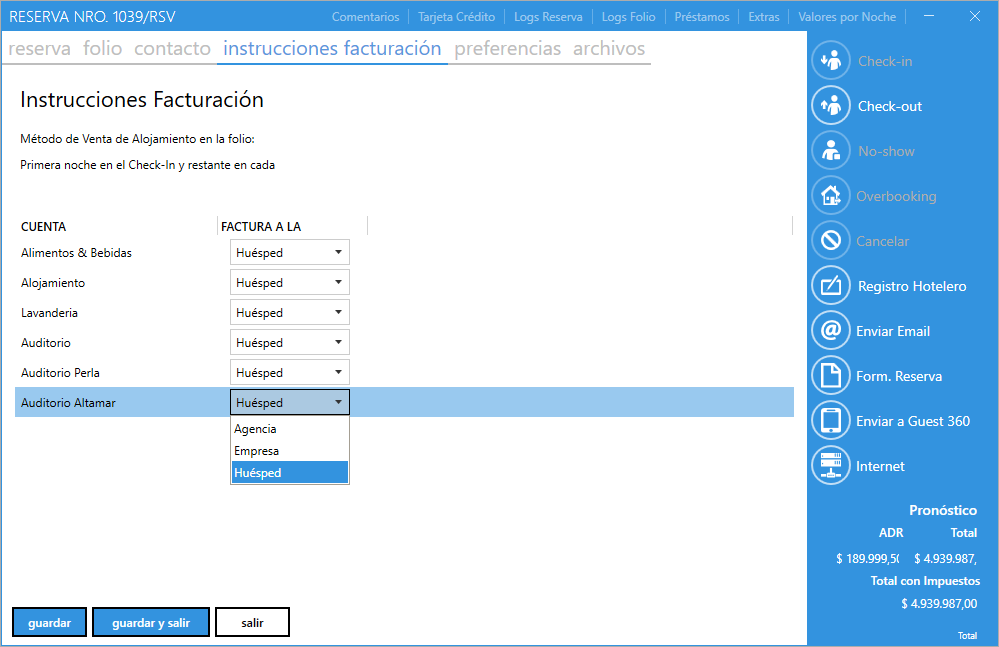 RESERVA NRO. 1039/RSV
Comentarios Tarjeta Crédito Logs Reserva Logs Folio Préstamos Extras Valores por Noche
reserva folio contacto instrucciones facturación preferencias archivos
Instrucciones Facturación
Método de Venta de Alojamiento en la folio:
Primera noche en el Check-In y restante en cada
CUENTA FACTURA A LA
Alimentos & Bebidas Huésped
Alojamiento Huésped
Lavanderia Huésped
Auditorio Huésped
Auditorio Perla Huésped
Auditorio Altamar Huésped
Agencia
Empresa
Huésped
guardar guardar y salir salir
Check-in
Check-out
No-show
Overbooking
Cancelar
Registro Hotelero
Enviar Email
Form. Reserva
Enviar a Guest 360
Internet
Pronóstico
ADR Total
$ 189.999,50 $ 4.939.987,
Total con Impuestos
$ 4.939.987,00
Total